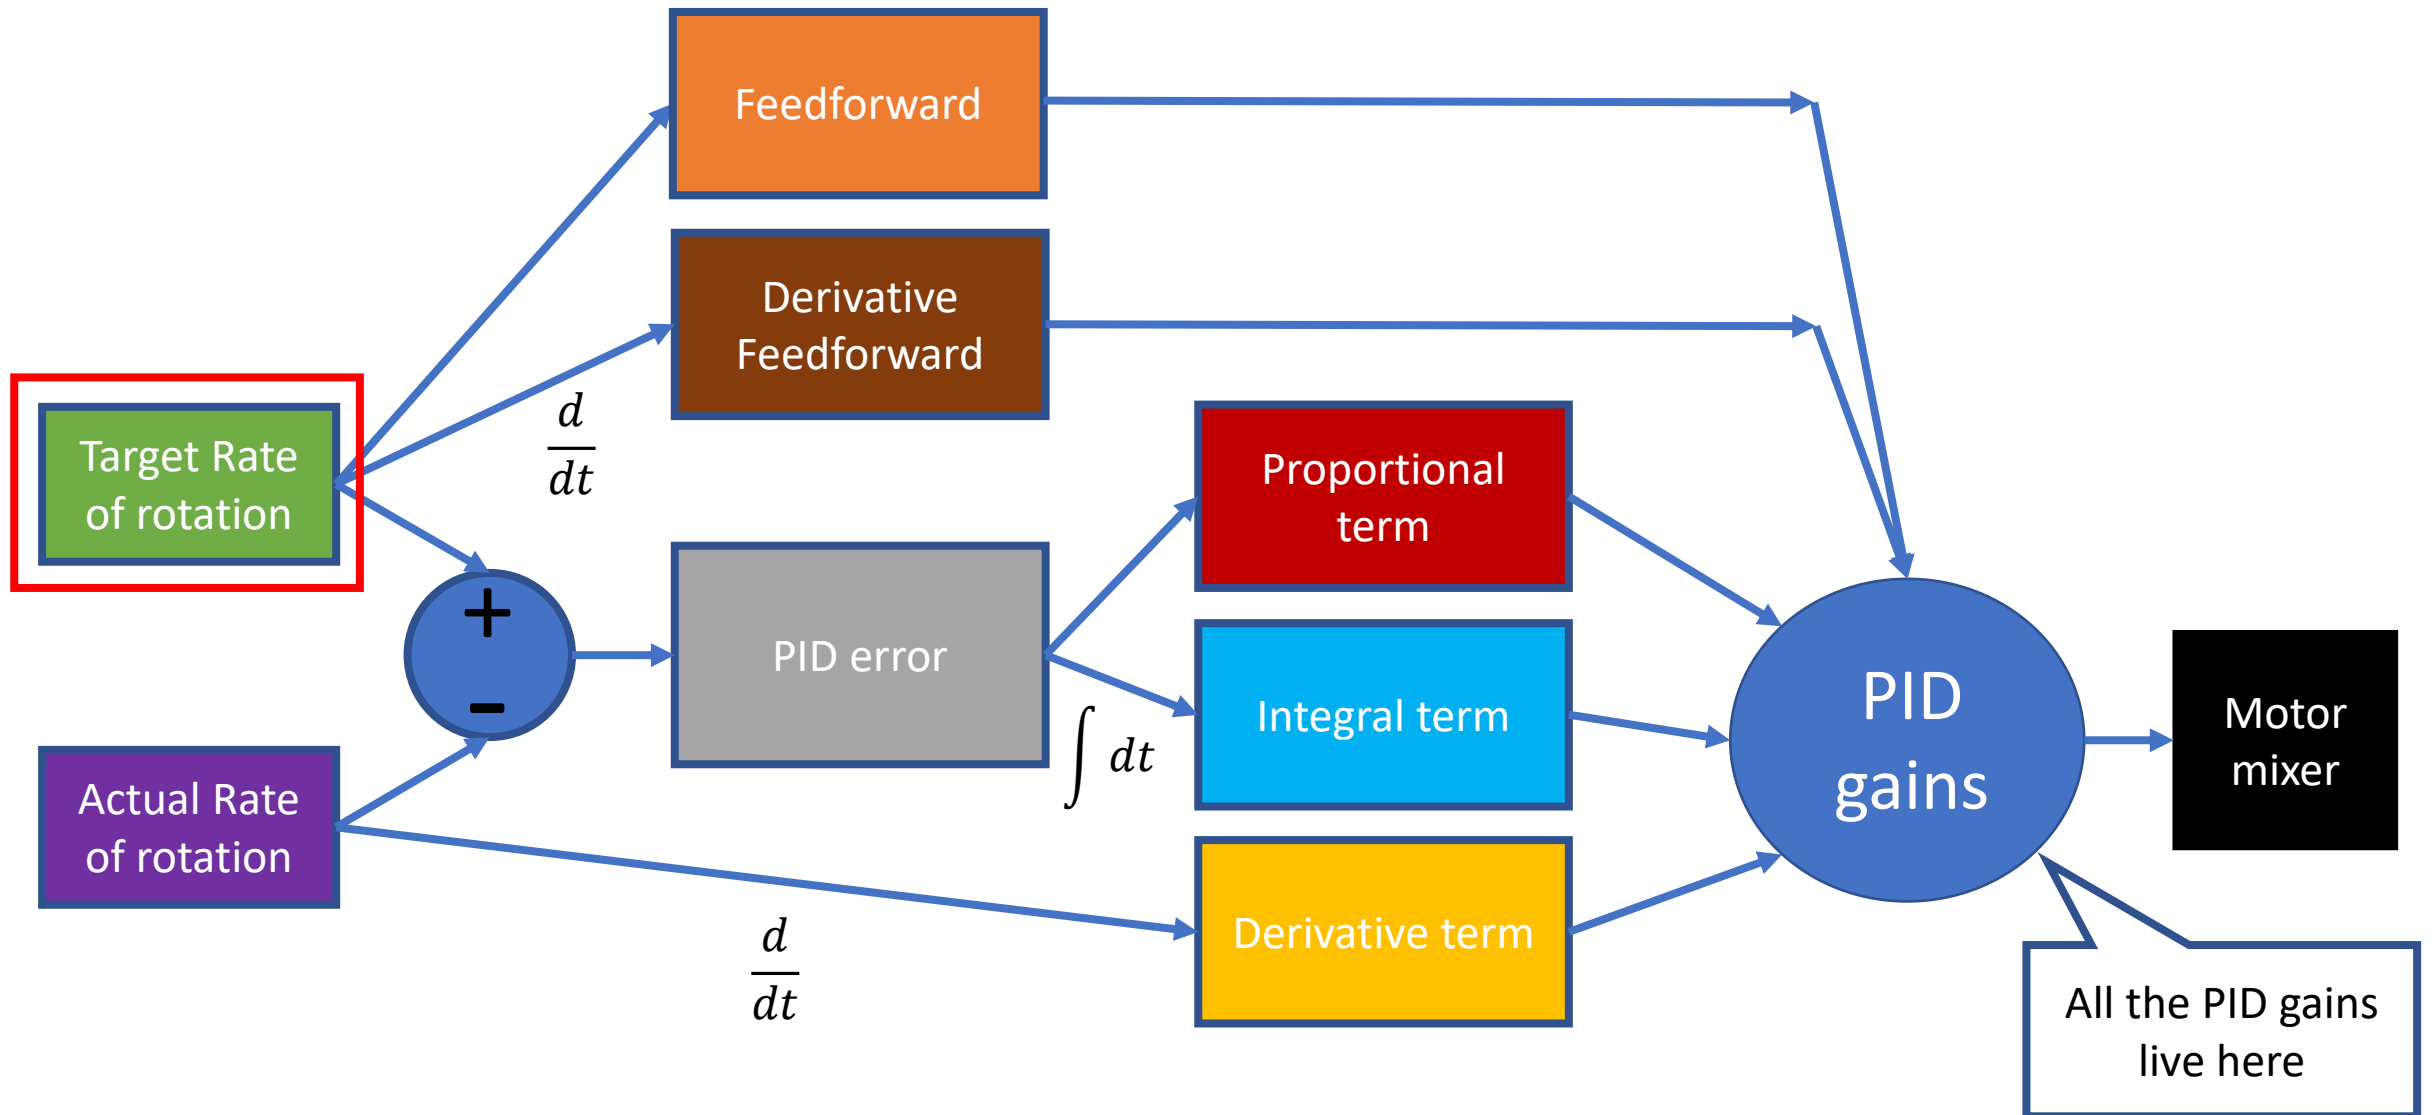 Feedforward
Derivative
Feedforward
d
dt
Target Rate
of rotation
+
-
Actual Rate
of rotation
PID error
∫ dt
Proportional
term
Integral term
Derivative term
d
dt
PID
gains
Motor
mixer
All the PID gains
live here